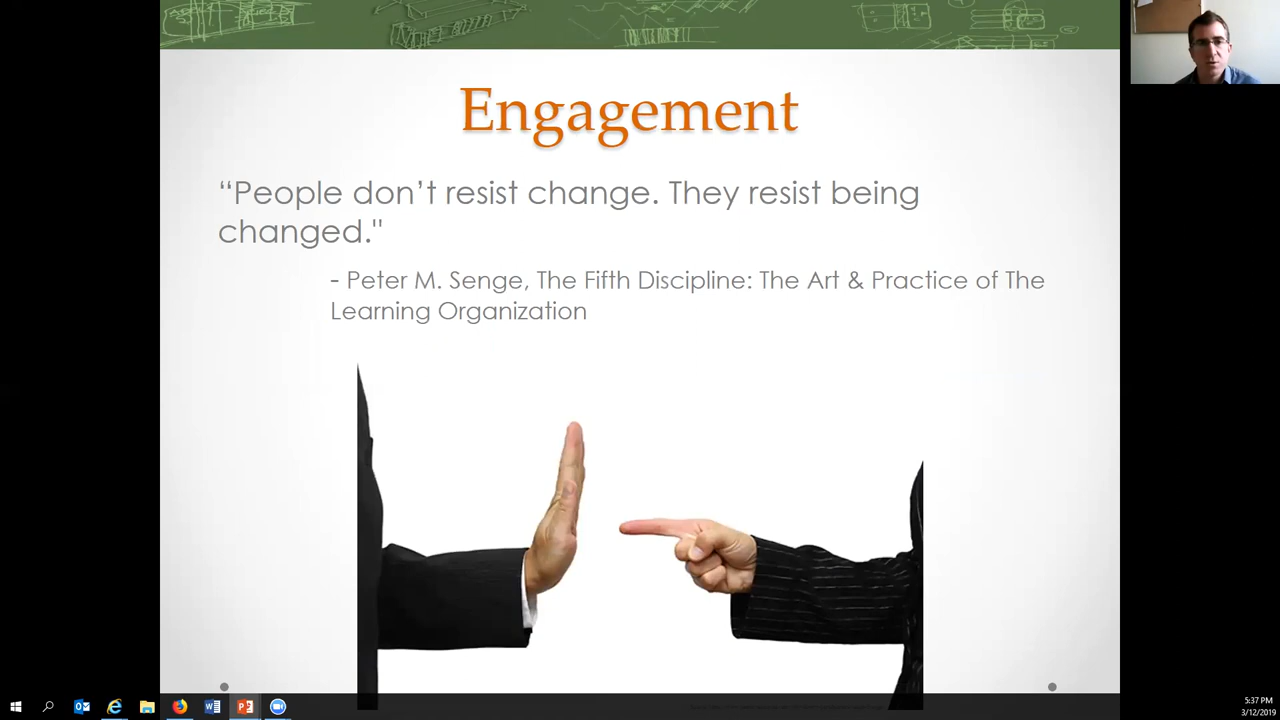 Engagement
“People don’t resist change. They resist being
changed."
- Peter M. Senge, The Fifth Discipline: The Art & Practice of The
Learning Organization
5:37 PM
3/12/2019